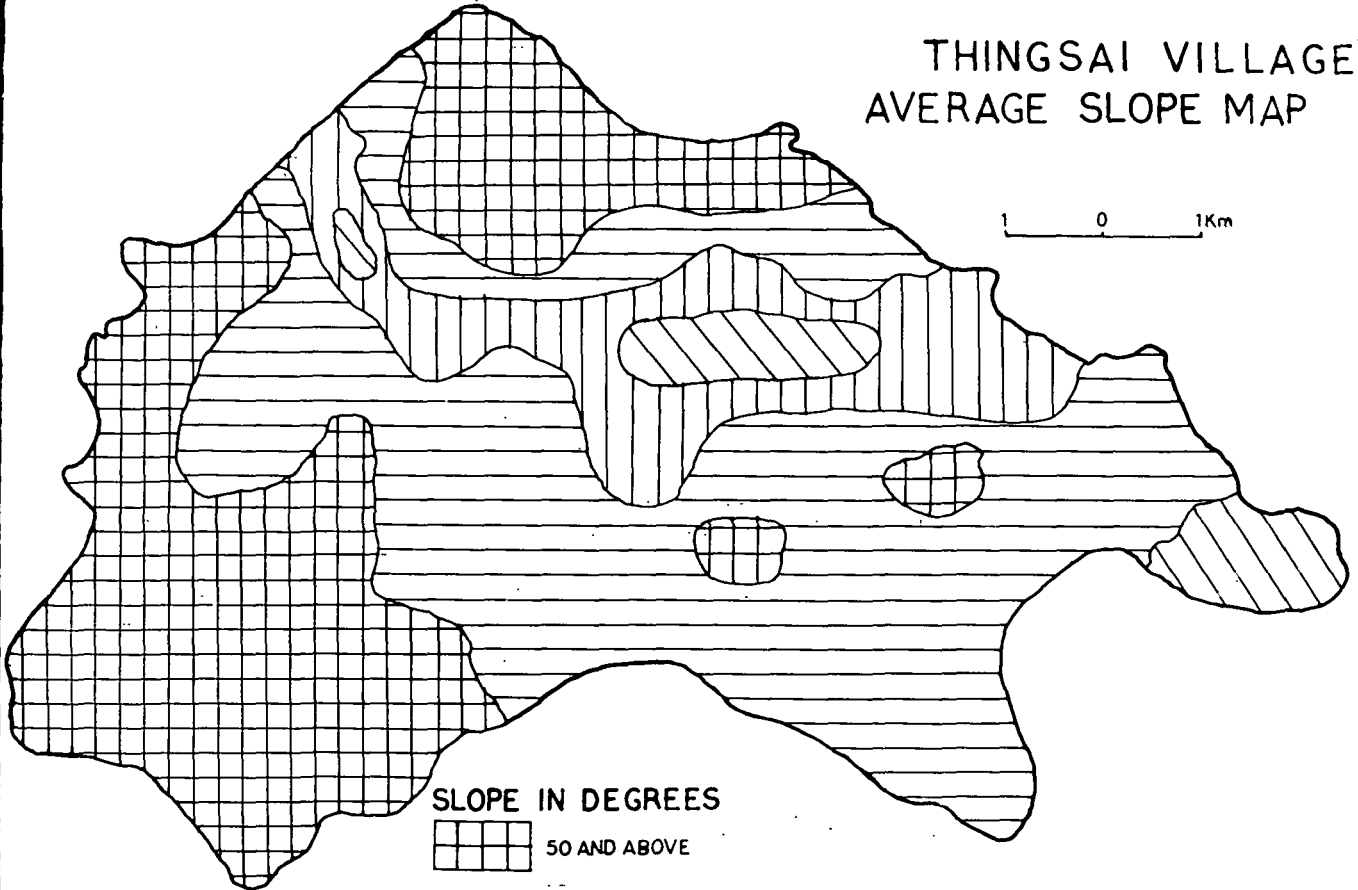 THINGSAI VILLAGE
AVERAGE SLOPE MAP
1 0 1Km
SLOPE IN DEGREES
50 AND ABOVE